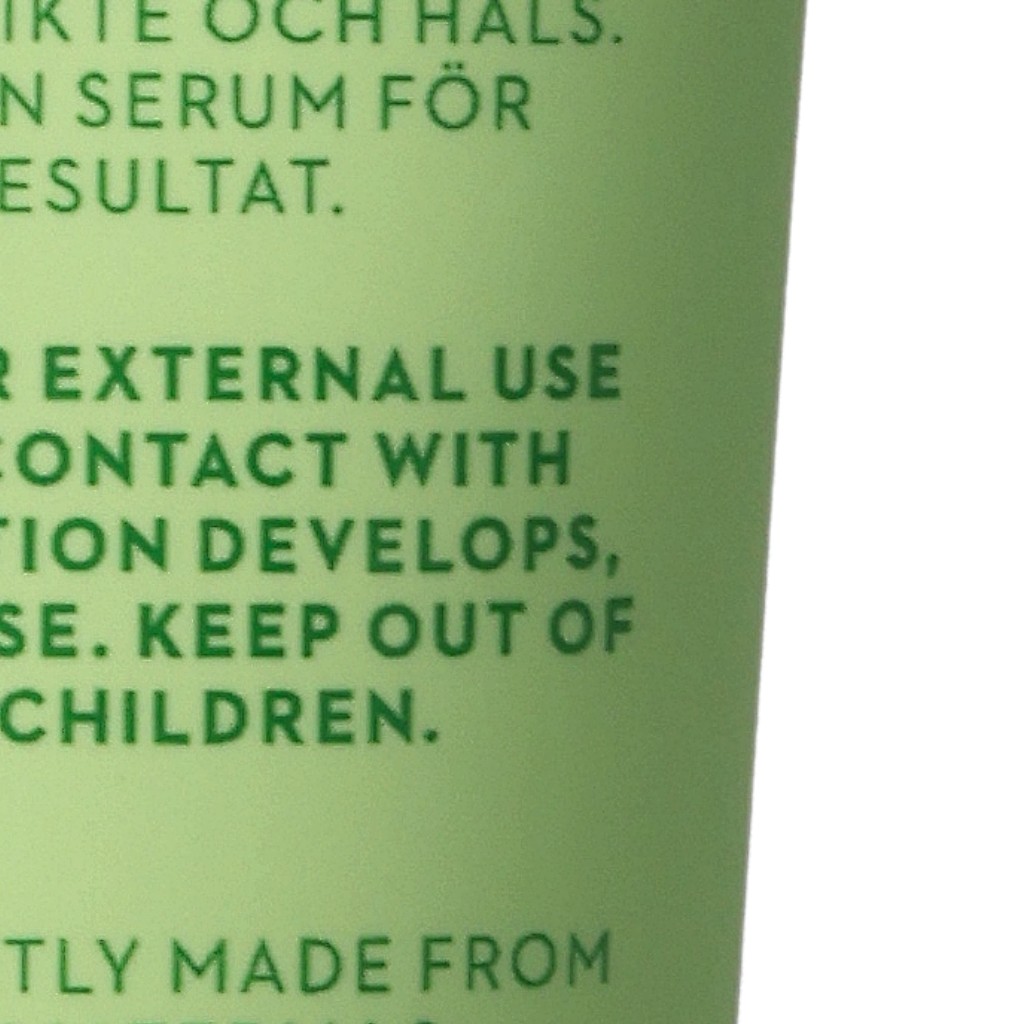 IKTE OCH HALS.
N SERUM FÖR
ESULTAT.
R EXTERNAL USE
CONTACT WITH
TION DEVELOPS,
SE. KEEP OUT OF
CHILDREN.
TLY MADE FROM